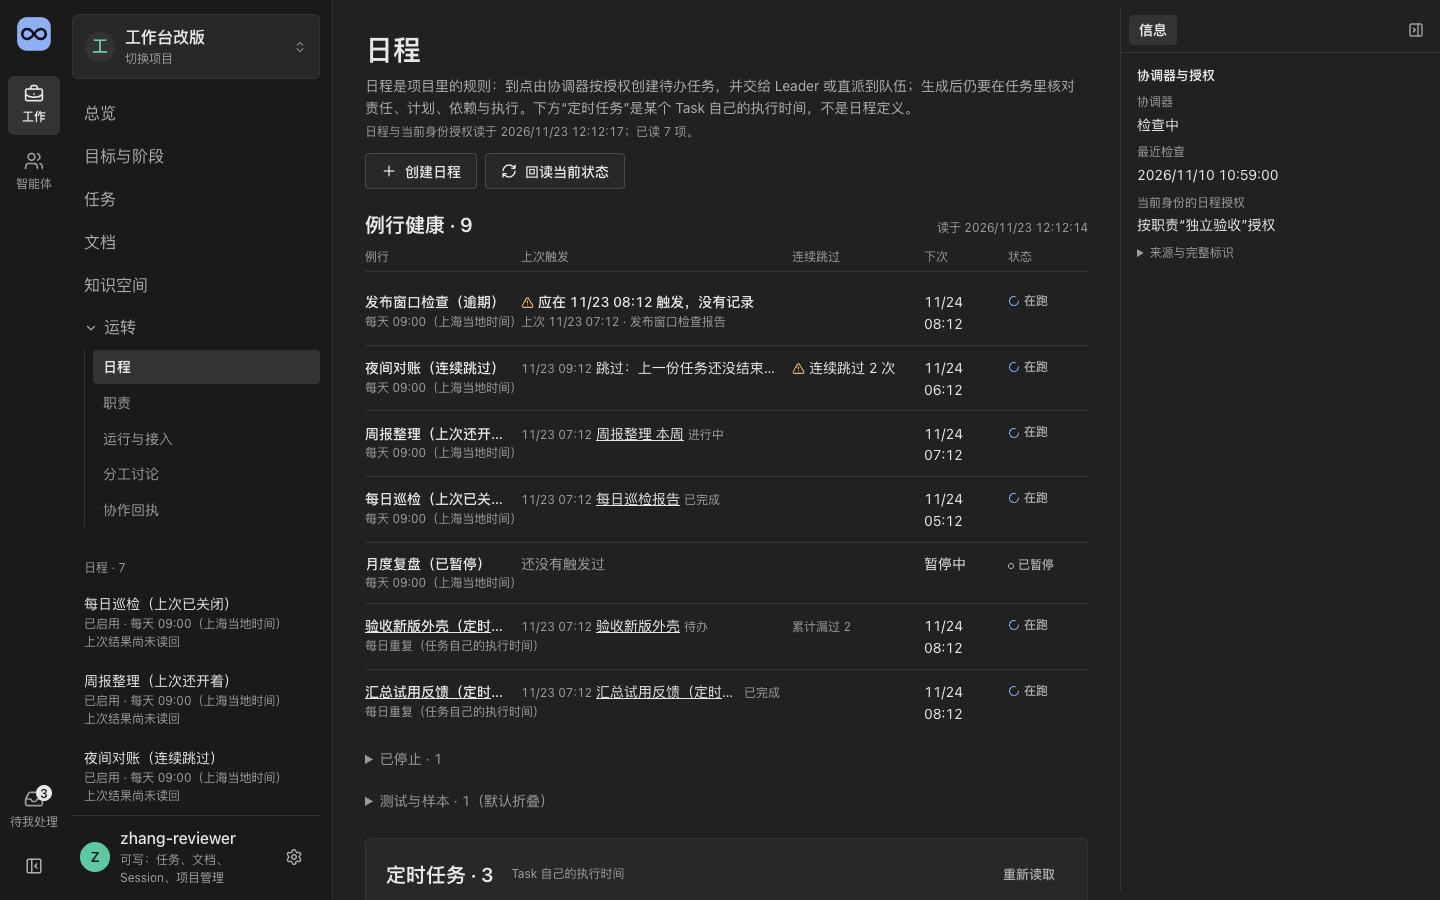 工作
智能体
3
待我处理
工
工作台改版
切换项目
总览
目标与阶段
任务
文档
知识空间
运转
日程
职责
运行与接入
分工讨论
协作回执
日程 · 7
每日巡检（上次已关闭）
已启用 · 每天 09:00（上海当地时间）
上次结果尚未读回
周报整理（上次还开着）
已启用 · 每天 09:00（上海当地时间）
上次结果尚未读回
夜间对账（连续跳过）
已启用 · 每天 09:00（上海当地时间）
上次结果尚未读回
Z
zhang-reviewer
可写：任务、文档、
Session、项目管理
日程
日程是项目里的规则：到点由协调器按授权创建待办任务，并交给 Leader 或直派到队伍；生成后仍要在任务里核对
责任、计划、依赖与执行。下方“定时任务”是某个 Task 自己的执行时间，不是日程定义。
日程与当前身份授权读于 2026/11/23 12:12:17；已读 7 项。
创建日程
回读当前状态
例行健康 · 9
读于 2026/11/23 12:12:14
例行 上次触发 连续跳过 下次 状态
发布窗口检查（逾期） 应在 11/23 08:12 触发，没有记录 11/24 在跑
每天 09:00（上海当地时间） 上次 11/23 07:12 · 发布窗口检查报告 08:12
夜间对账（连续跳过） 11/23 09:12 跳过：上一份任务还没结束... 连续跳过 2 次 11/24 在跑
每天 09:00（上海当地时间） 06:12
周报整理（上次还开... 11/23 07:12 周报整理 本周 进行中 11/24 在跑
每天 09:00（上海当地时间） 07:12
每日巡检（上次已关... 11/23 07:12 每日巡检报告 已完成 11/24 在跑
每天 09:00（上海当地时间） 05:12
月度复盘（已暂停） 还没有触发过 暂停中 已暂停
每天 09:00（上海当地时间）
验收新版外壳（定时... 11/23 07:12 验收新版外壳 待办 累计漏过 2 11/24 在跑
每日重复（任务自己的执行时间） 08:12
汇总试用反馈（定时... 11/23 07:12 汇总试用反馈（定时... 已完成 11/24 在跑
每日重复（任务自己的执行时间） 08:12
已停止 · 1
测试与样本 · 1（默认折叠）
定时任务 · 3 Task 自己的执行时间 重新读取
信息
协调器与授权
协调器
检查中
最近检查
2026/11/10 10:59:00
当前身份的日程授权
按职责“独立验收”授权
来源与完整标识